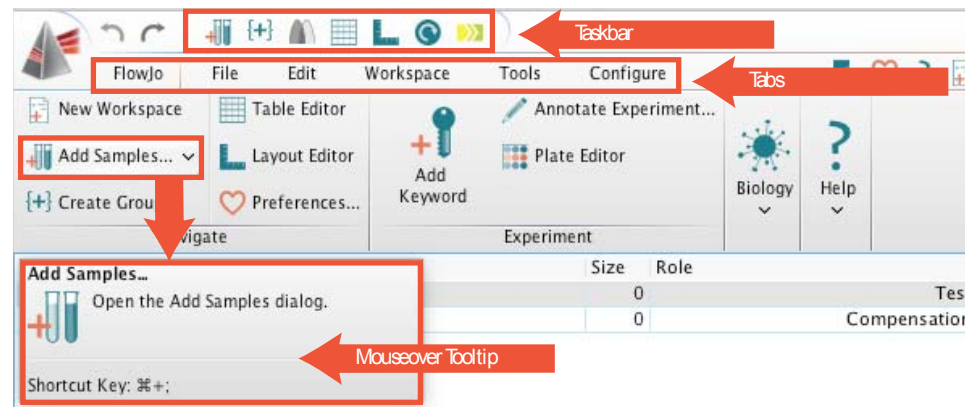 Taskbar
FlowJo File Edit Workspace Tools Configure
Tabs
New Workspace Table Editor Annotate Experiment...
Add Samples... Layout Editor Add Keyword Plate Editor
{+} Create Grou Preferences... Biology Help
igate Experiment
Size Role
Add Samples...
Open the Add Samples dialog.
0 Tes
0 Compensation
Mouseover Tooltip
Shortcut Key: ⌘+;